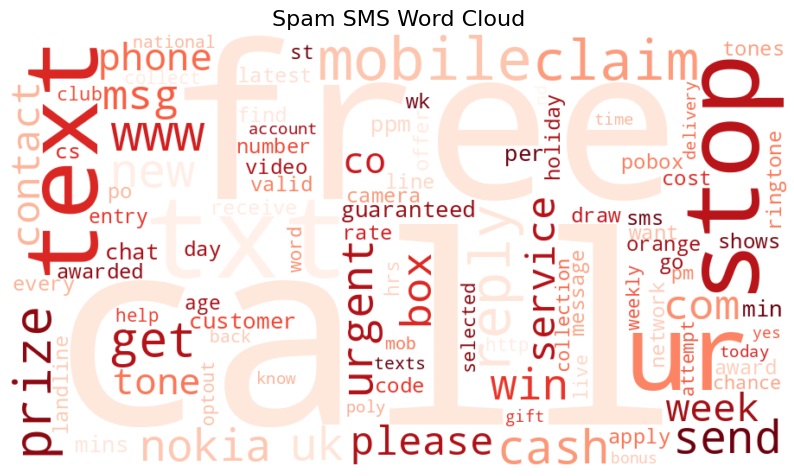 Spam SMS Word Cloud
national
st
mobile
claim
tones
phone
collect
latest
free
text
club
msg
wk
ppm
offer
find
account
time
delivery
stop
contact
www
number
co
per
holiday
pobox
cs
new
video
valid
camera
line
cost
ringtone
po
receive
guaranteed
txt
entry
rate
draw
sms
want
chat
day
word
urgent
hrs
reply
service
orange
shows
awarded
go
pm
every
call
box
selected
collection
message
weekly
network
age
com
min
help
customer
get
back
mob
http
live
attempt
ur
yes
today
prize
landline
tone
optout
know
texts
code
win
award
chance
poly
gift
week
mins
nokia
uk
please
cash
apply
bonus
send